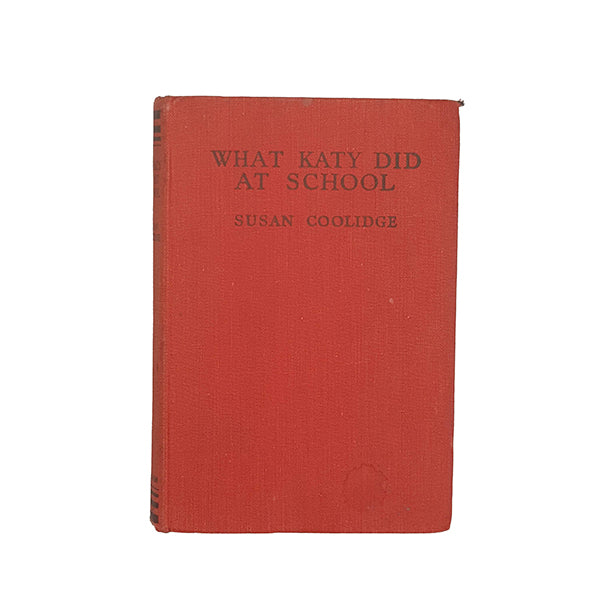 WHAT KATY DID
AT SCHOOL
SUSAN COOLIDGE